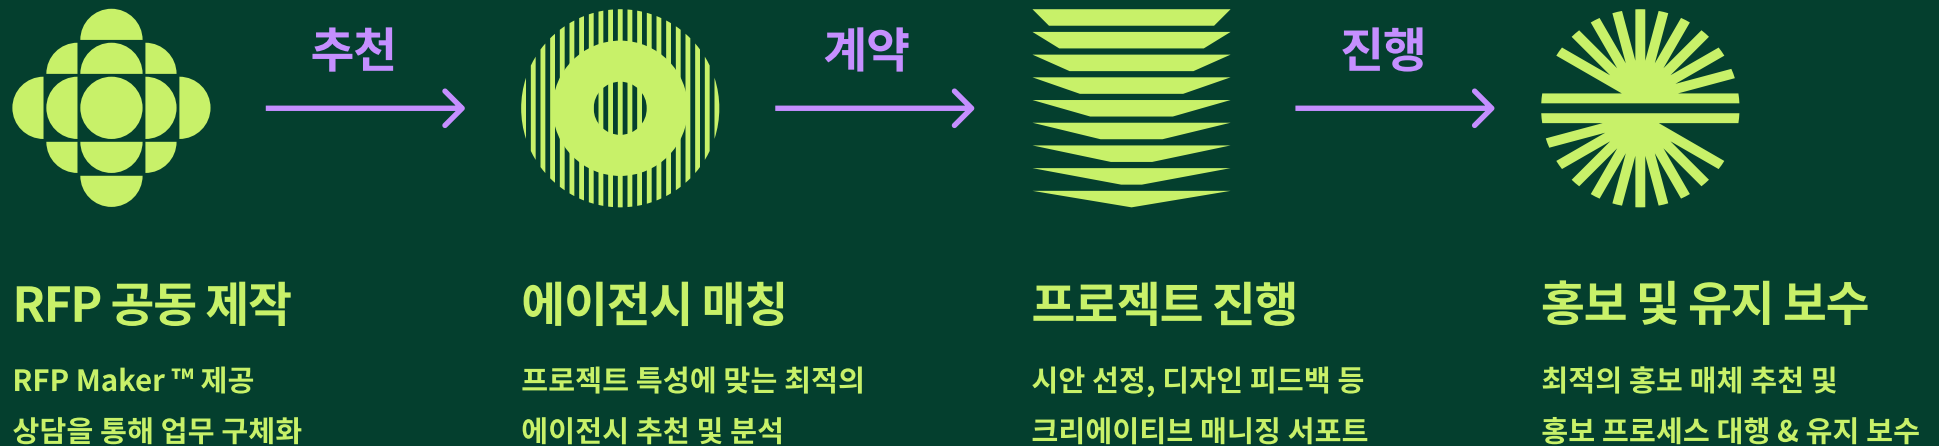 추천
계약
진행
RFP 공동 제작
RFP Maker ™ 제공
상담을 통해 업무 구체화
에이전시 매칭
프로젝트 특성에 맞는 최적의
에이전시 추천 및 분석
프로젝트 진행
시안 선정, 디자인 피드백 등
크리에이티브 매니징 서포트
홍보 및 유지 보수
최적의 홍보 매체 추천 및
홍보 프로세스 대행 & 유지 보수